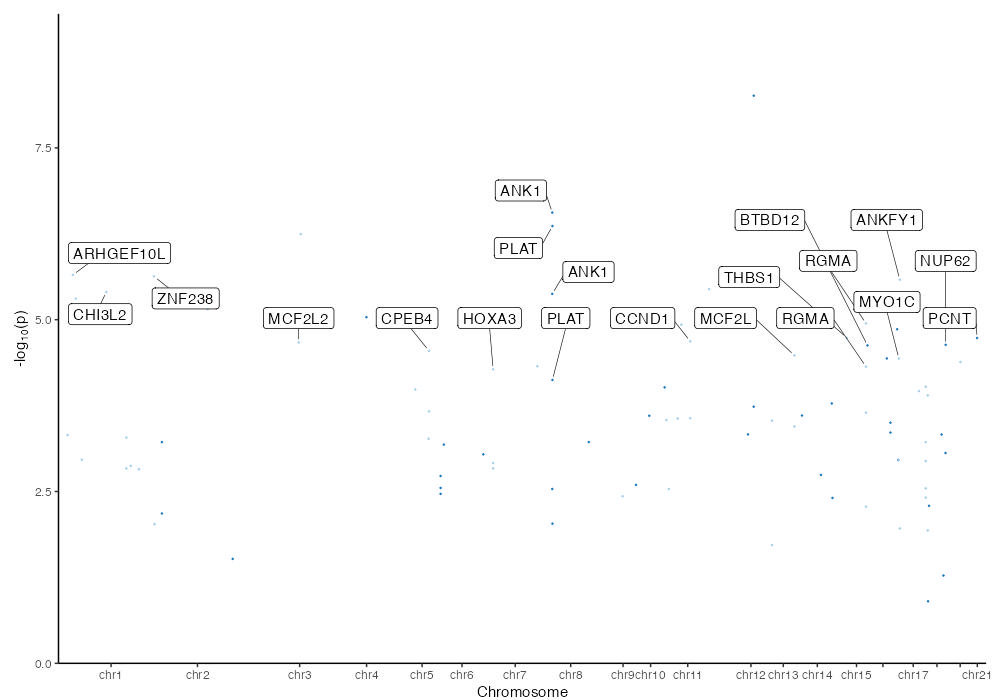 7.5
ANK1
BTBD12
ANKFY1
PLAT
ARHGEF10L
RGMA
NUP62
ANK1
THBS1
ZNF238
MYO1C
CHI3L2
MCF2L2
CPEB4
HOXA3
PLAT
CCND1
MCF2L
RGMA
PCNT
5.0
-log10(p)
2.5
0.0
chr1 chr2 chr3 chr4 chr5 chr6 chr7 chr8 chr9 chr10 chr11 chr12 chr13 chr14 chr15 chr17 chr21
Chromosome